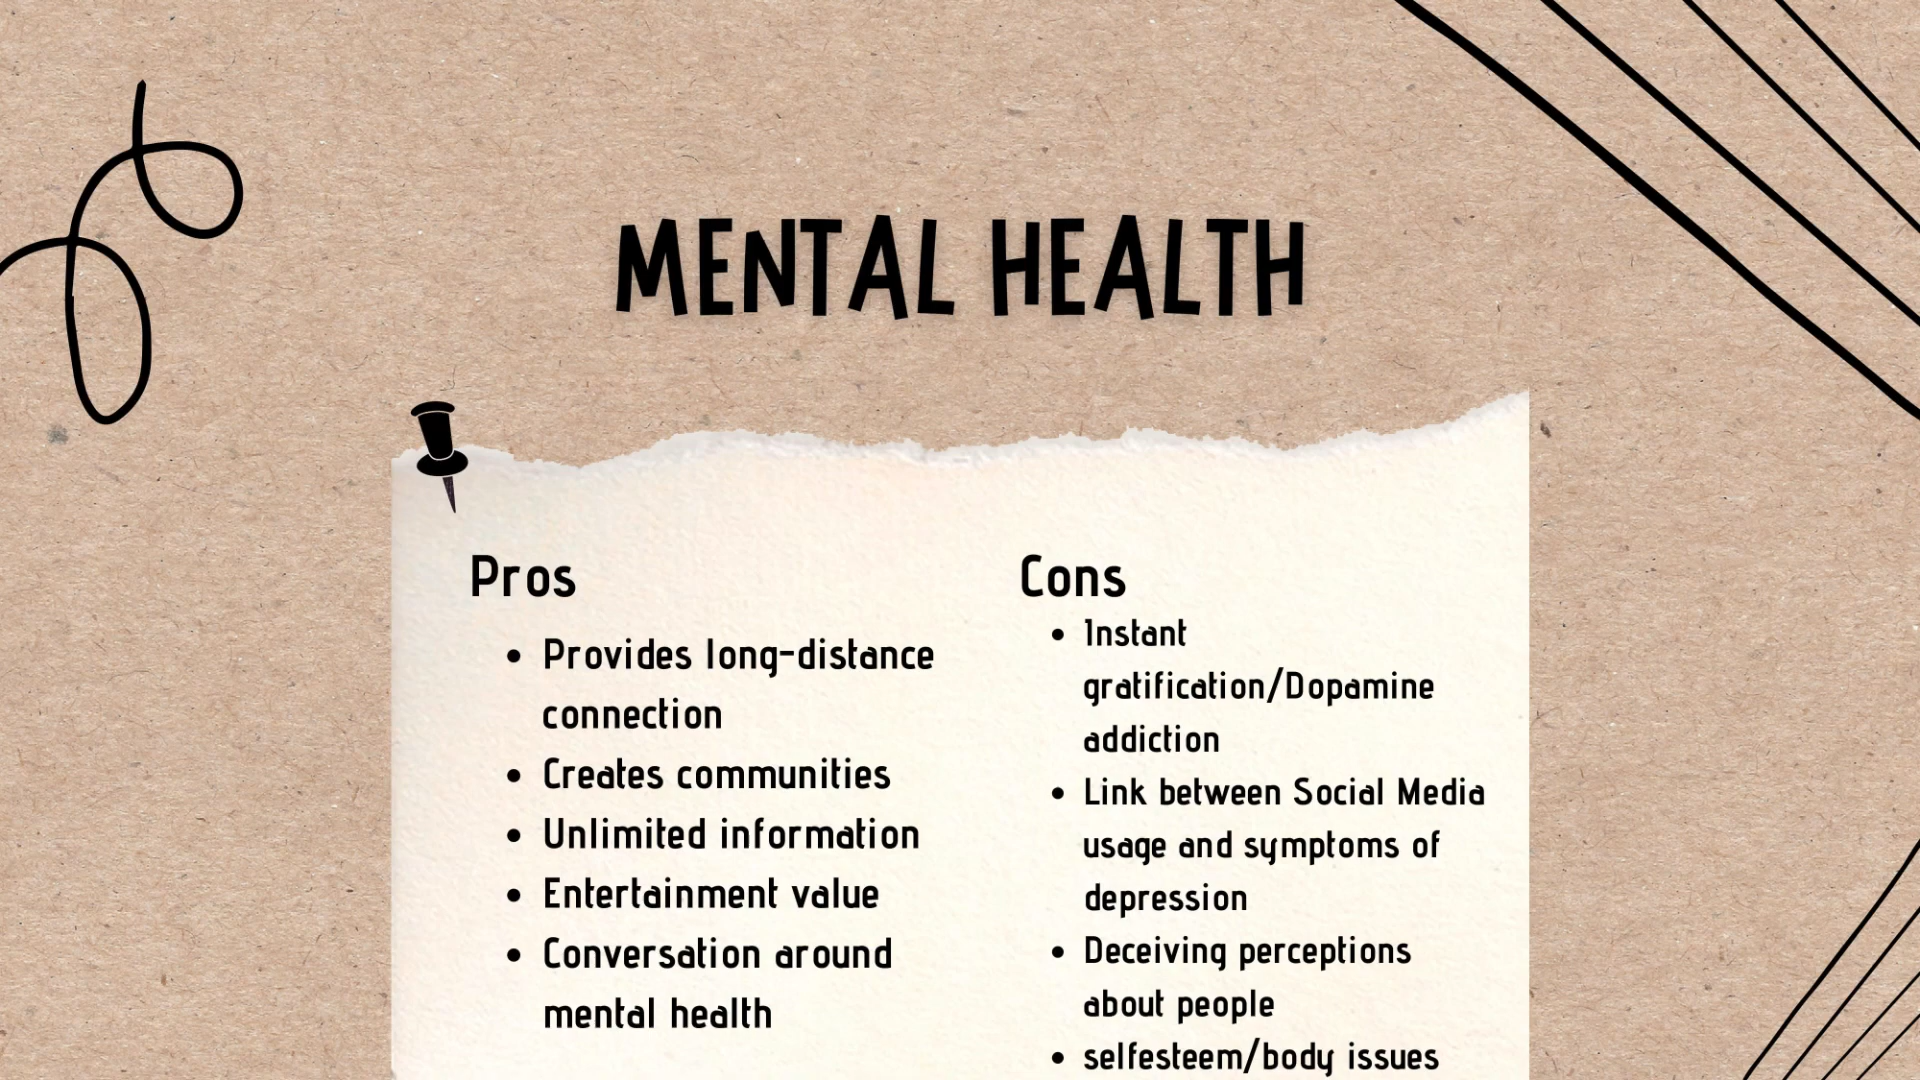 MENTAL HEALTH
Pros
Provides long-distance
connection
Creates communities
Unlimited information
Entertainment value
Conversation around
mental health
Cons
Instant
gratification/Dopamine
addiction
Link between Social Media
usage and symptoms of
depression
Deceiving perceptions
about people
selfesteem/body issues